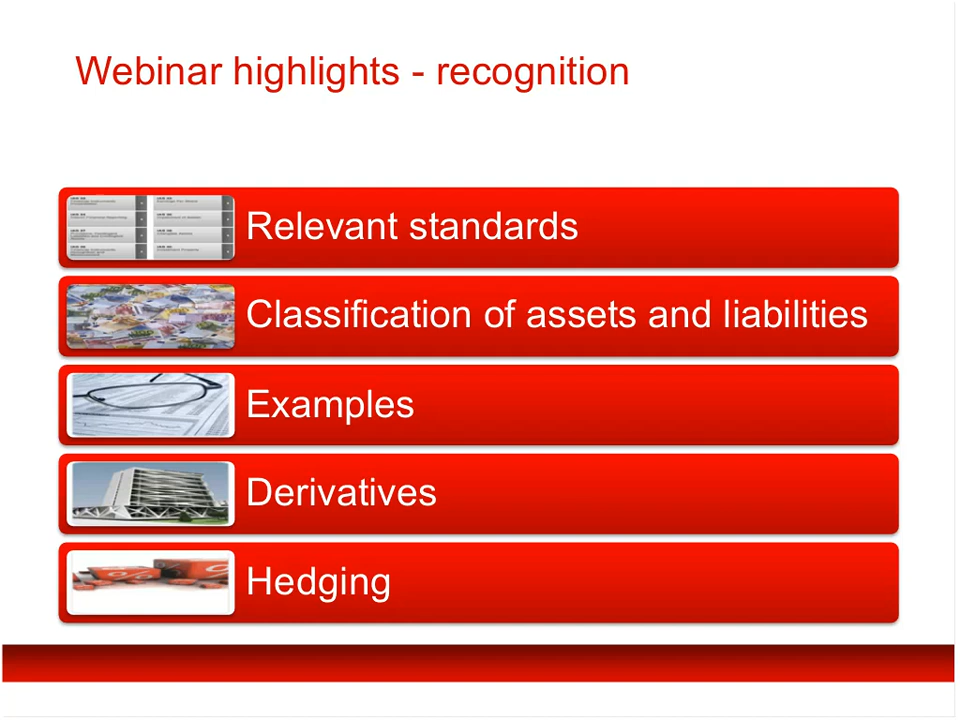 Webinar highlights - recognition
Relevant standards
Classification of assets and liabilities
Examples
Derivatives
Hedging